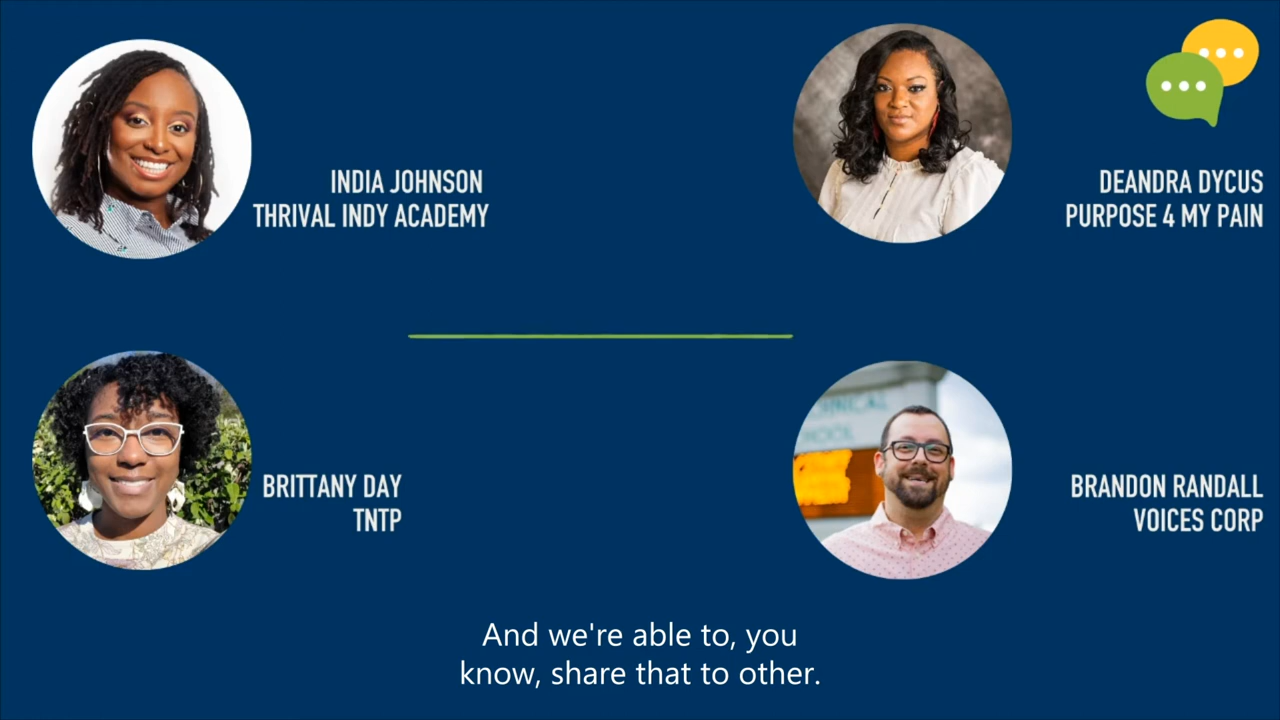 INDIA JOHNSON
THRIVAL INDY ACADEMY
DEANDRA DYCUS
PURPOSE 4 MY PAIN
BRITTANY DAY
TNTP
BRANDON RANDALL
VOICES CORP
And we're able to, you
know, share that to other.